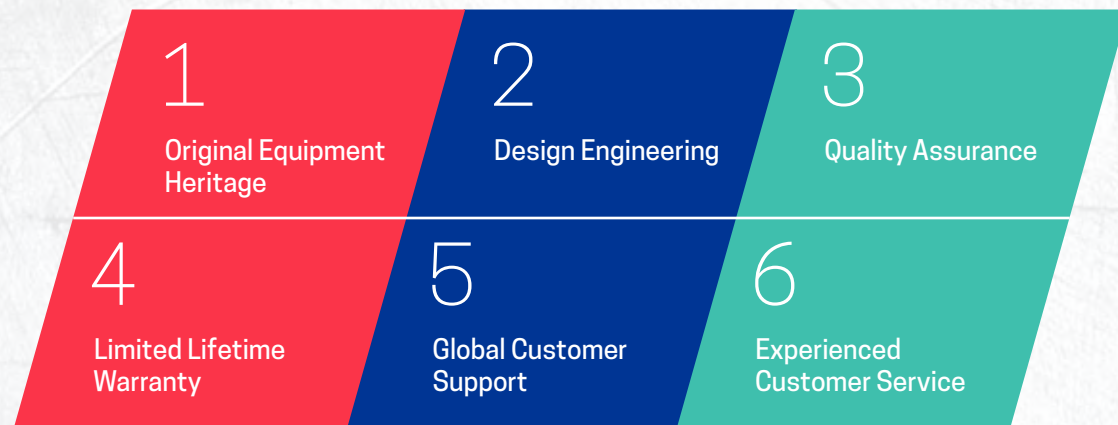 1
Original Equipment
Heritage
2
Design Engineering
3
Quality Assurance
4
Limited Lifetime
Warranty
5
Global Customer
Support
6
Experienced
Customer Service